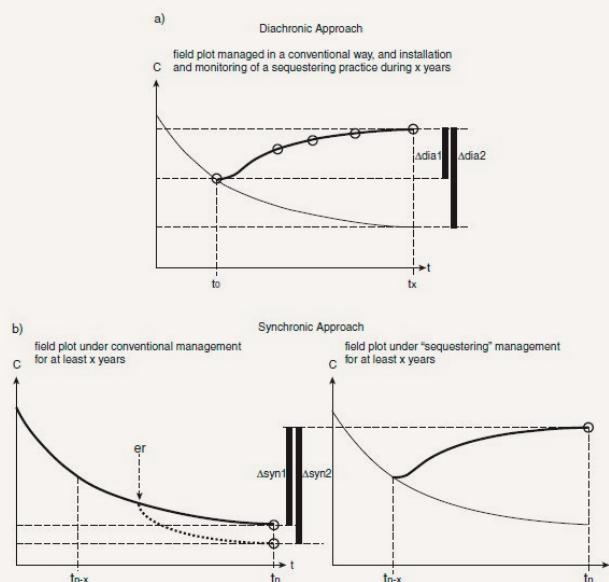 a)
Diachronic Approach
field plot managed in a conventional way, and installation
and monitoring of a sequestering practice during x years
C
Δdia1
Δdia2
t
t0
tx
b)
Synchronic Approach
field plot under conventional management
for at least x years
C
er
Δsyn1
Δsyn2
t
tn-x
tn
field plot under "sequestering" management
for at least x years
C
tn-x
tn